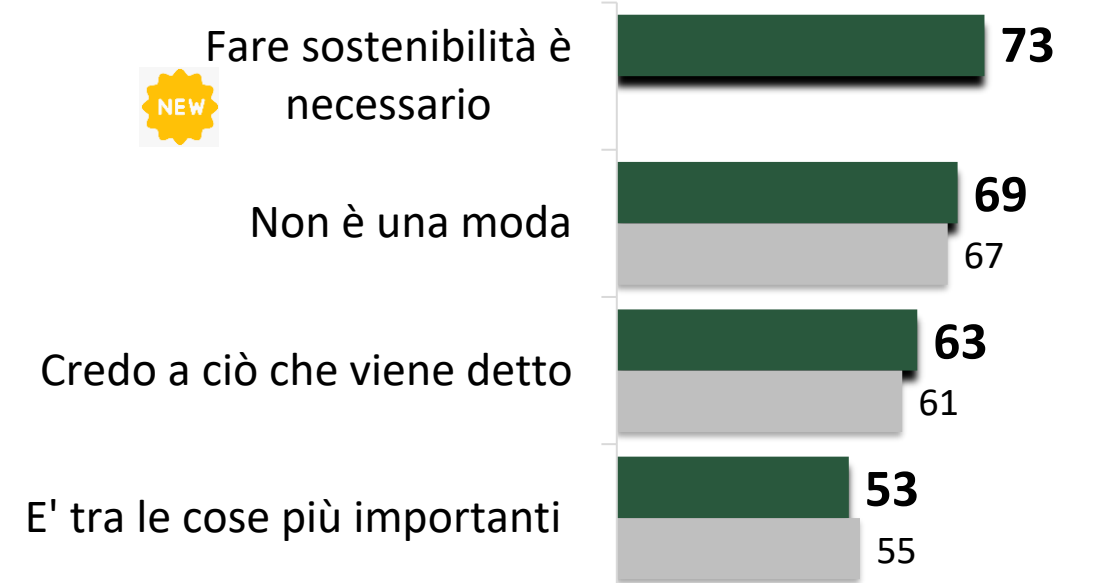 Fare sostenibilità è
necessario
NEW
73
Non è una moda
69
67
Credo a ciò che viene detto
63
61
E' tra le cose più importanti
53
55